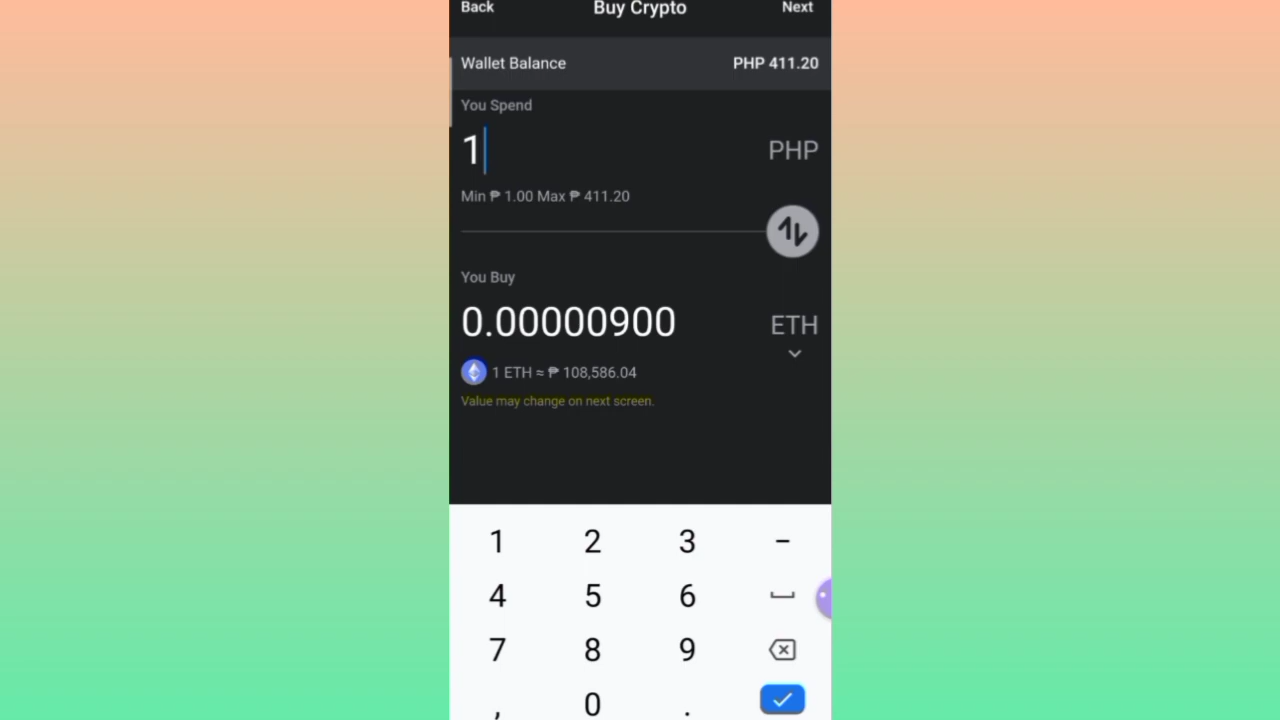 Back Buy Crypto Next
Wallet Balance PHP 411.20
You Spend
1 PHP
Min ₱ 1.00 Max ₱ 411.20
You Buy
0.00000900 ETH
1 ETH ≈ ₱ 108,586.04
Value may change on next screen.
1 2 3 -
4 5 6
7 8 9
, 0 .